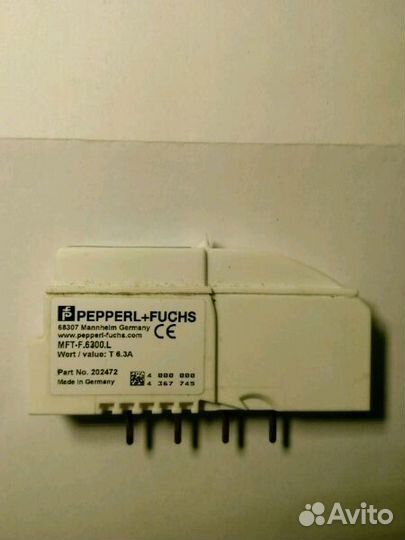 PEPPERL+FUCHS
68307 Mannheim Germany
www.pepperl-fuchs.com CE
MFT-F.6300.L
Wert / value: T 6.3A
Part No. 202472 4 000 000
Made in Germany 4 367 745
Avito